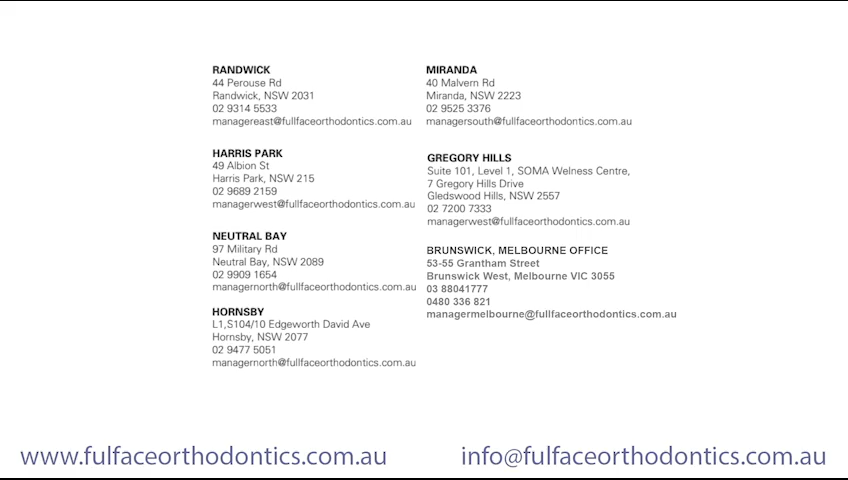 RANDWICK
44 Perouse Rd
Randwick, NSW 2031
02 9314 5533
managereast@fullfaceorthodontics.com.au
HARRIS PARK
49 Albion St
Harris Park, NSW 215
02 9689 2159
managerwest@fullfaceorthodontics.com.au
NEUTRAL BAY
97 Military Rd
Neutral Bay, NSW 2089
02 9909 1654
managernorth@fullfaceorthodontics.com.au
HORNSBY
L1,S104/10 Edgeworth David Ave
Hornsby, NSW 2077
02 9477 5051
managernorth@fullfaceorthodontics.com.au
MIRANDA
40 Malvern Rd
Miranda, NSW 2223
02 9525 3376
managersouth@fullfaceorthodontics.com.au
GREGORY HILLS
Suite 101, Level 1, SOMA Welness Centre,
7 Gregory Hills Drive
Gledswood Hills, NSW 2557
02 7200 7333
managerwest@fullfaceorthodontics.com.au
BRUNSWICK, MELBOURNE OFFICE
53-55 Grantham Street
Brunswick West, Melbourne VIC 3055
03 88041777
0480 336 821
managermelbourne@fullfaceorthodontics.com.au
www.fulfaceorthodontics.com.au
info@fulfaceorthodontics.com.au